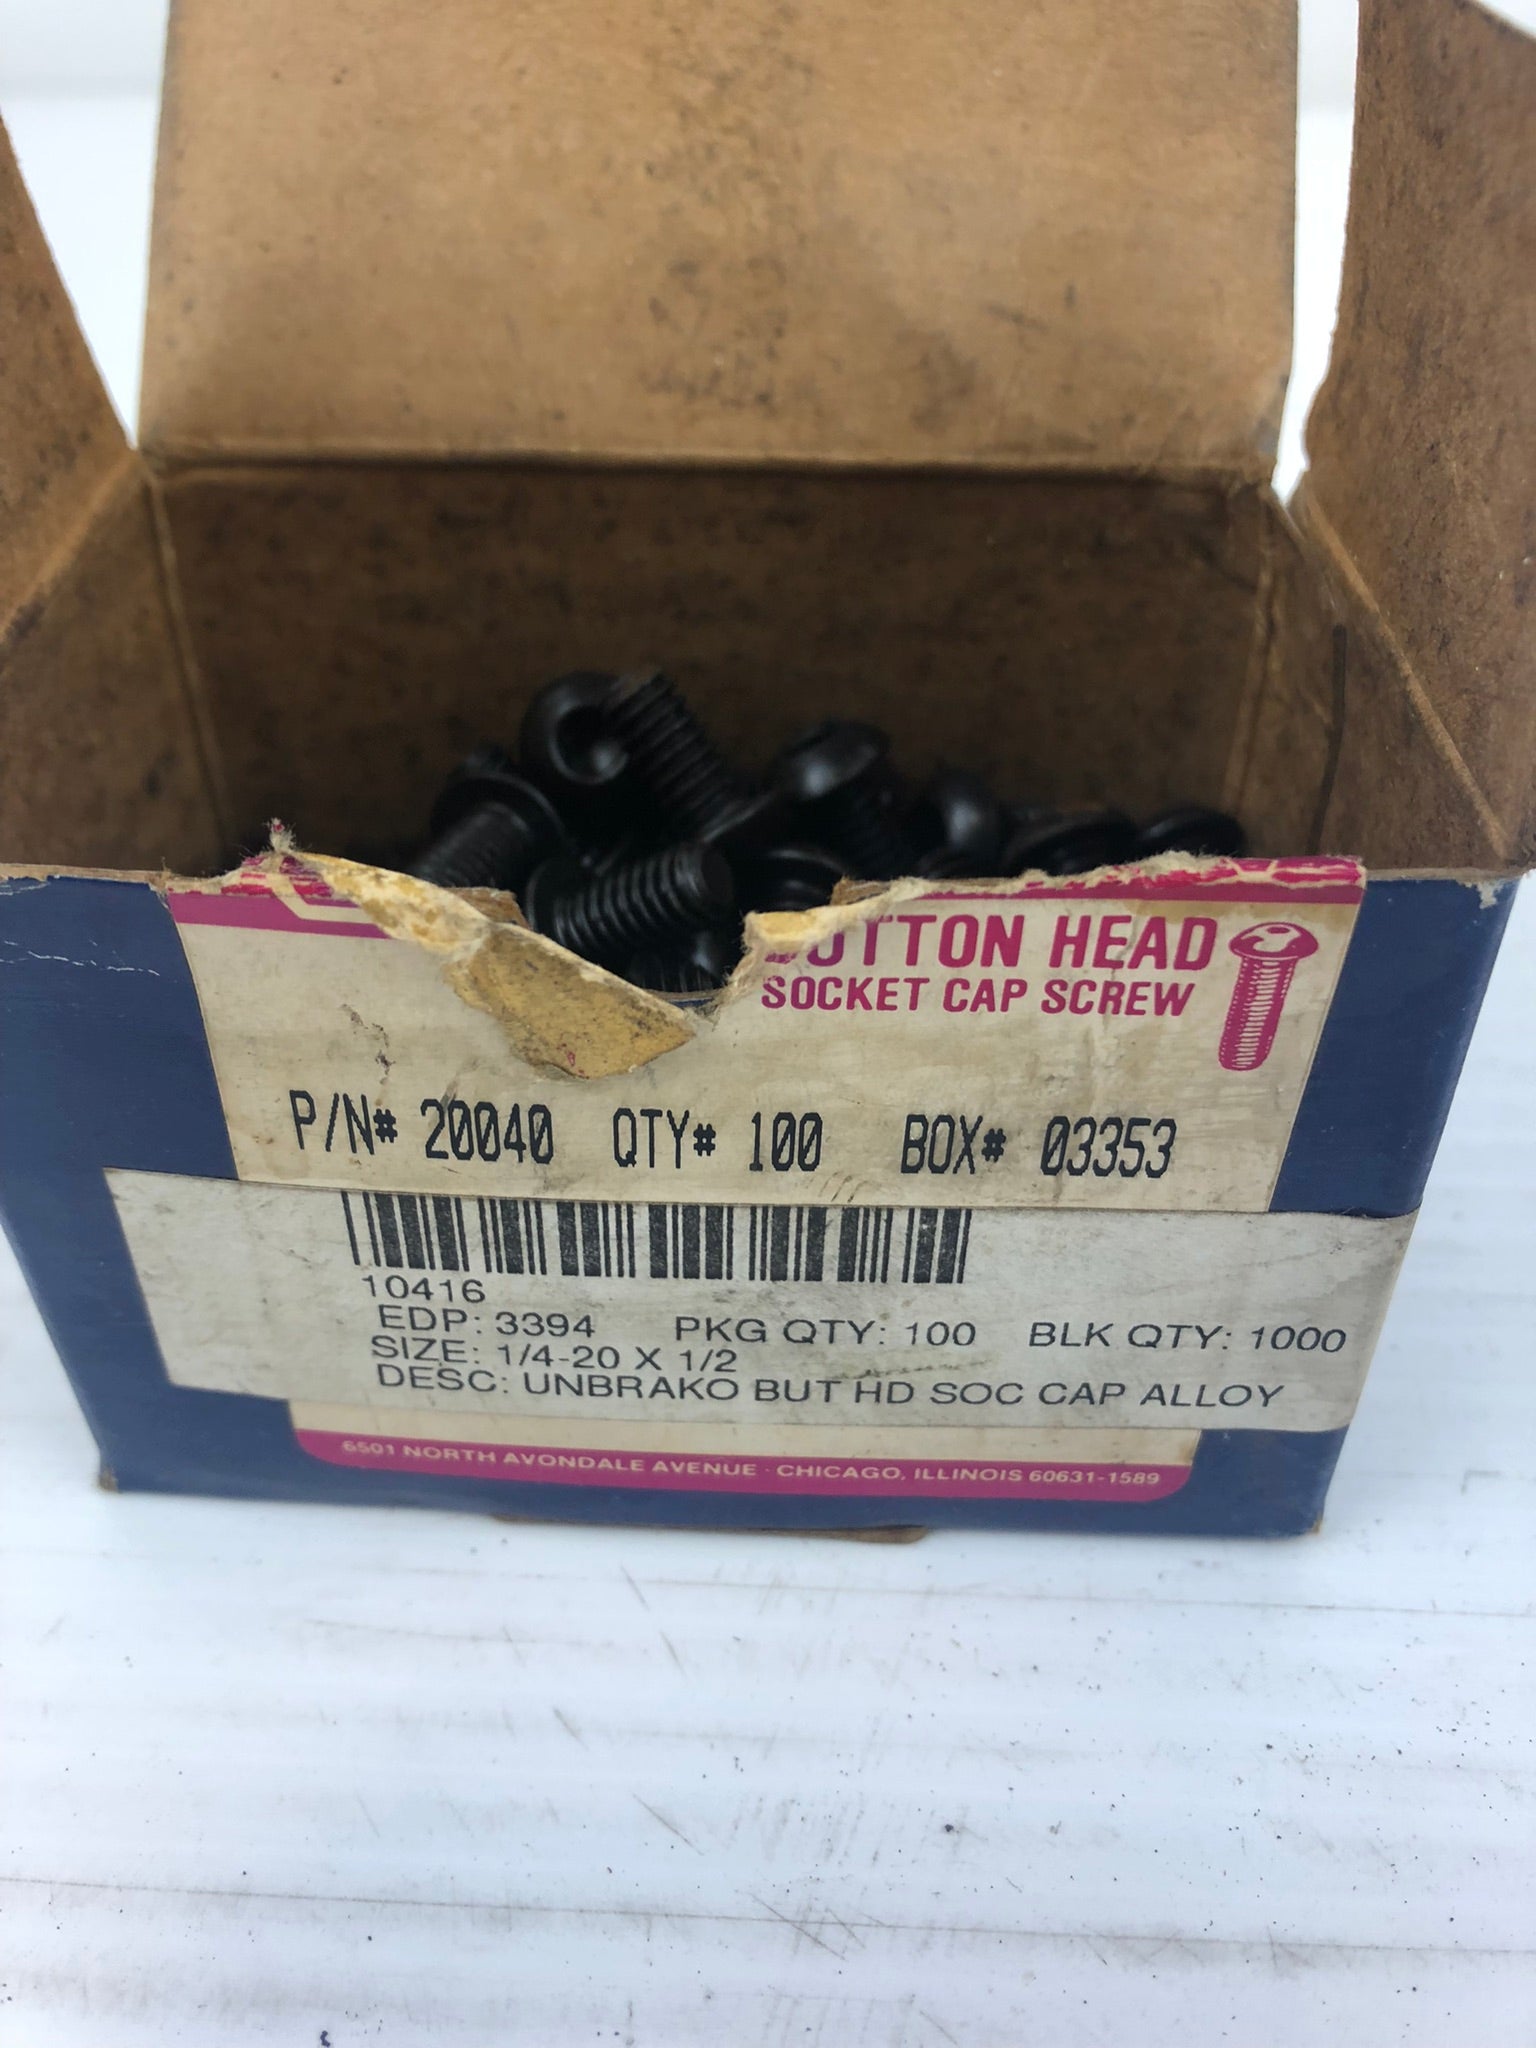 BUTTON HEAD
SOCKET CAP SCREW
P/N# 20040 QTY# 100 BOX# 03353
10416
EDP: 3394 PKG QTY: 100 BLK QTY: 1000
SIZE: 1/4-20 X 1/2
DESC: UNBRAKO BUT HD SOC CAP ALLOY
6501 NORTH AVONDALE AVENUE · CHICAGO, ILLINOIS 60631-1589